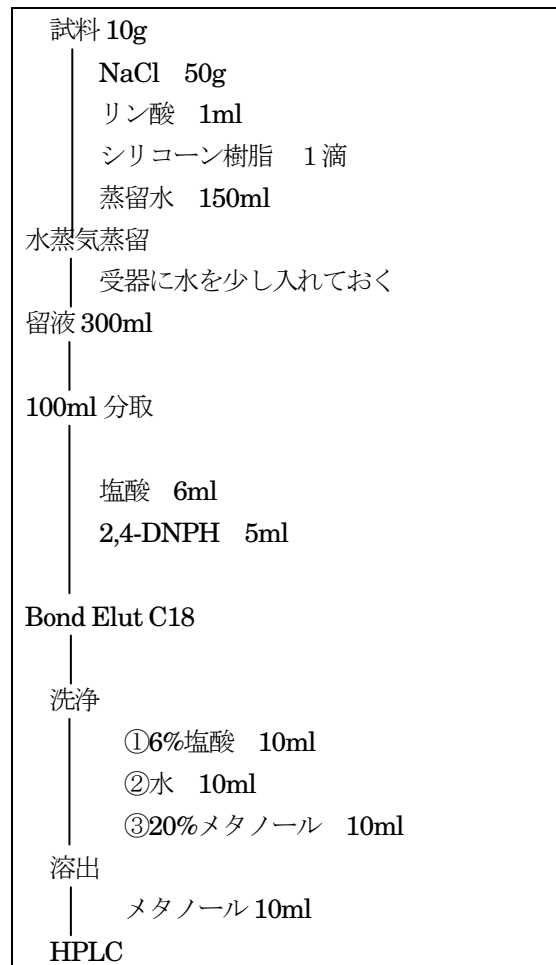 試料 10g
NaCl　50g
リン酸　1ml
シリコーン樹脂　１滴
蒸留水　150ml
水蒸気蒸留
受器に水を少し入れておく
留液 300ml
100ml 分取
塩酸　6ml
2,4-DNPH　5ml
Bond Elut C18
洗浄
①6%塩酸　10ml
②水　10ml
③20%メタノール　10ml
溶出
メタノール 10ml
HPLC